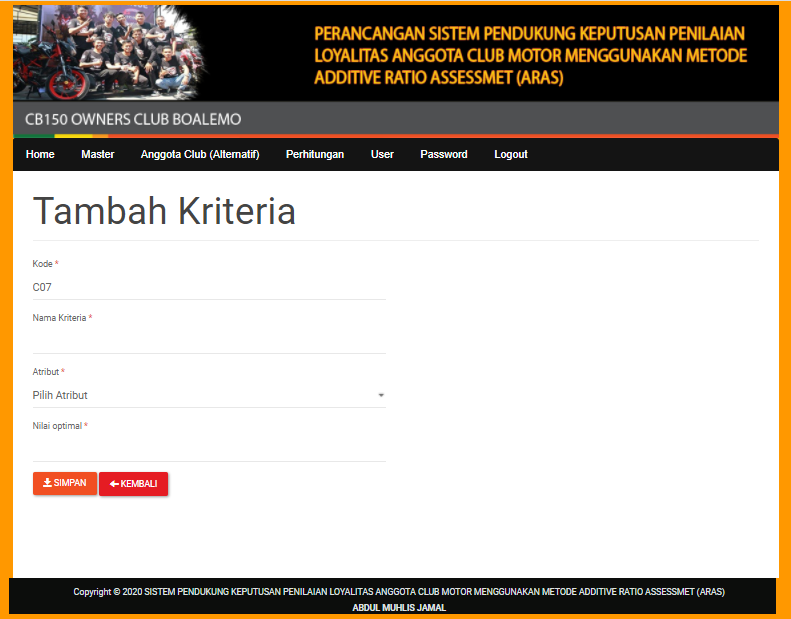 PERANCANGAN SISTEM PENDUKUNG KEPUTUSAN PENILAIAN
LOYALITAS ANGGOTA CLUB MOTOR MENGGUNAKAN METODE
ADDITIVE RATIO ASSESSMET (ARAS)
CB150 OWNERS CLUB BOALEMO
Home Master Anggota Club (Alternatif) Perhitungan User Password Logout
Tambah Kriteria
Kode *
C07
Nama Kriteria *
Atribut *
Pilih Atribut
Nilai optimal *
SIMPAN KEMBALI
Copyright © 2020 SISTEM PENDUKUNG KEPUTUSAN PENILAIAN LOYALITAS ANGGOTA CLUB MOTOR MENGGUNAKAN METODE ADDITIVE RATIO ASSESSMET (ARAS)
ABDUL MUHLIS JAMAL